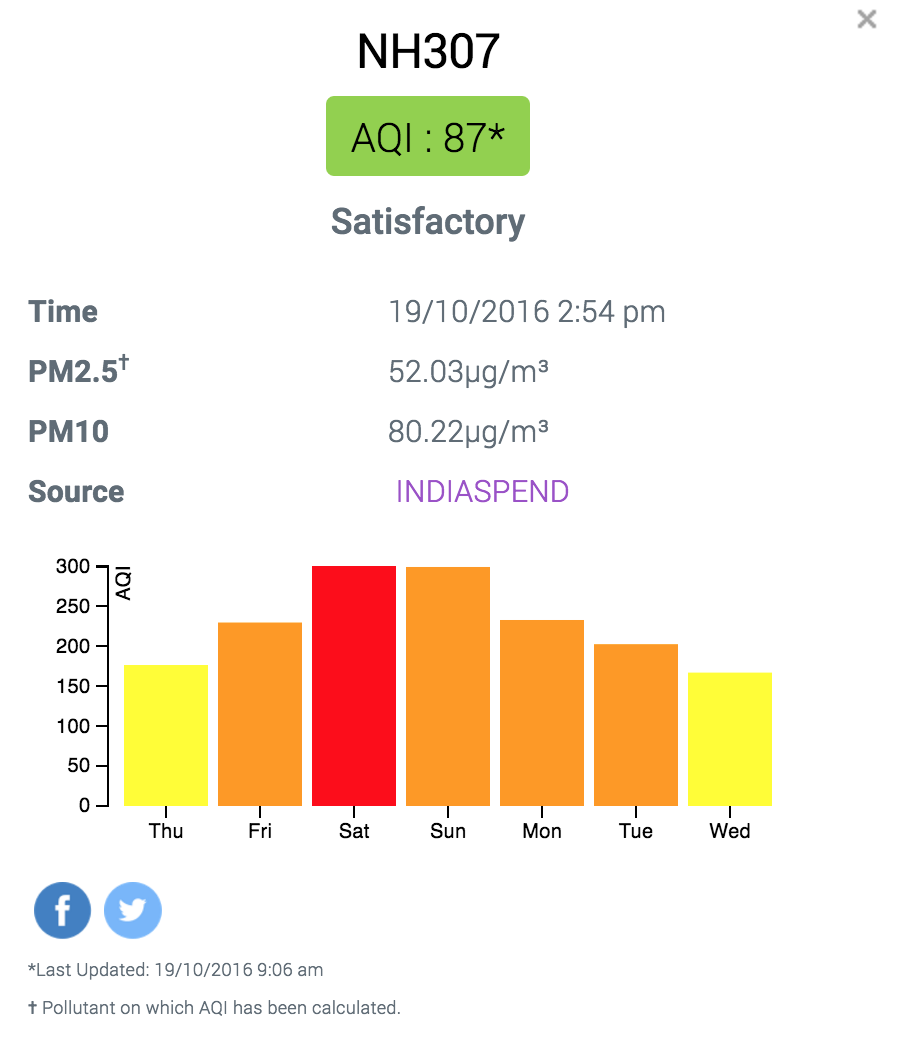 ×
NH307
AQI : 87*
Satisfactory
Time 19/10/2016 2:54 pm
PM2.5† 52.03µg/m³
PM10 80.22µg/m³
Source INDIASPEND
AQI
300
250
200
150
100
50
0
Thu Fri Sat Sun Mon Tue Wed
f
*Last Updated: 19/10/2016 9:06 am
† Pollutant on which AQI has been calculated.